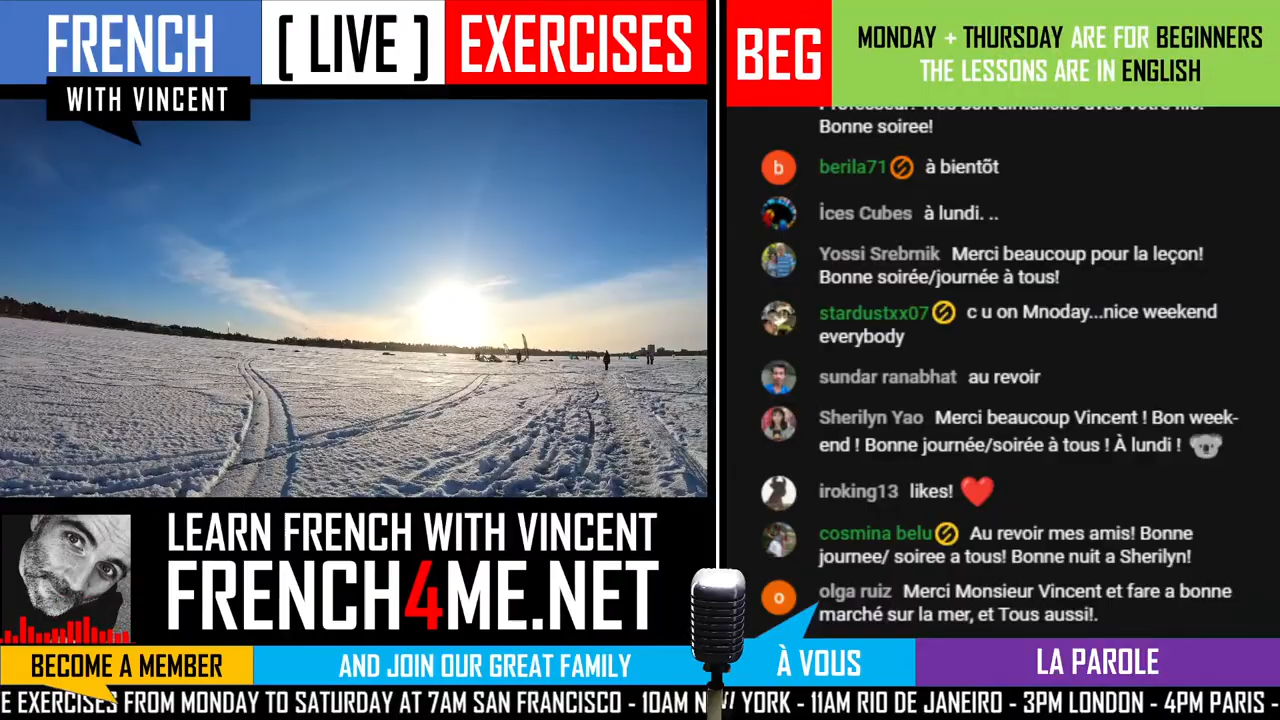 FRENCH
WITH VINCENT
[ LIVE ]
EXERCISES
BEG
MONDAY + THURSDAY ARE FOR BEGINNERS
THE LESSONS ARE IN ENGLISH
Bonne soiree!
b
berila71 à bientõt
İces Cubes à lundi. ..
Yossi Srebrnik Merci beaucoup pour la leçon!
Bonne soirée/journée à tous!
stardustxx07 c u on Mnoday...nice weekend
everybody
sundar ranabhat au revoir
Sherilyn Yao Merci beaucoup Vincent ! Bon week-
end ! Bonne journée/soirée à tous ! À lundi !
iroking13 likes!
cosmina belu Au revoir mes amis! Bonne
journee/ soiree a tous! Bonne nuit a Sherilyn!
o
olga ruiz Merci Monsieur Vincent et fare a bonne
marché sur la mer, et Tous aussi!.
LEARN FRENCH WITH VINCENT
FRENCH4ME.NET
BECOME A MEMBER
AND JOIN OUR GREAT FAMILY
À VOUS
LA PAROLE
E EXERCISES FROM MONDAY TO SATURDAY AT 7AM SAN FRANCISCO - 10AM NEW YORK - 11AM RIO DE JANEIRO - 3PM LONDON - 4PM PARIS -